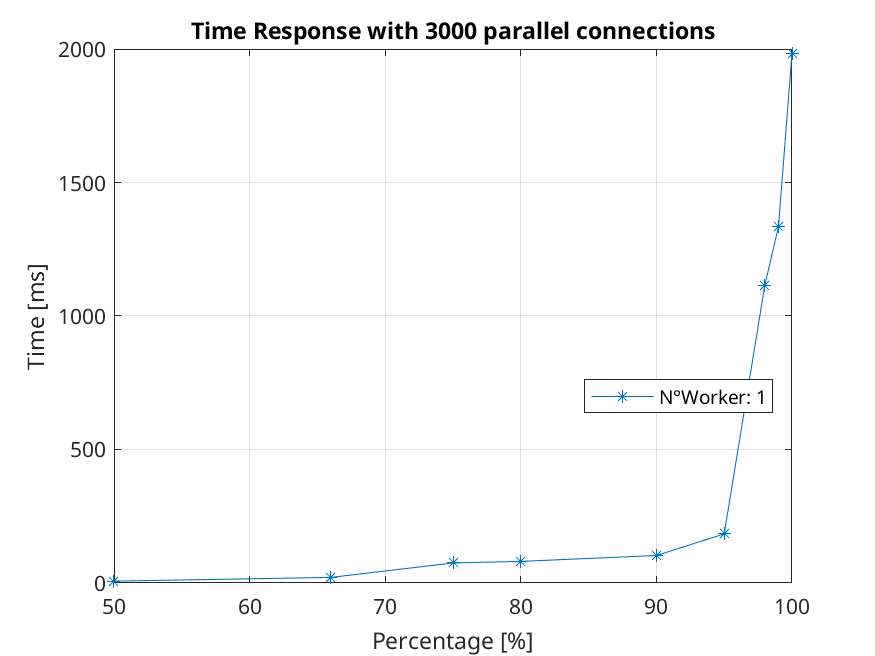 Time Response with 3000 parallel connections
2000
1500
1000
500
0
Time [ms]
N°Worker: 1
50 60 70 80 90 100
Percentage [%]